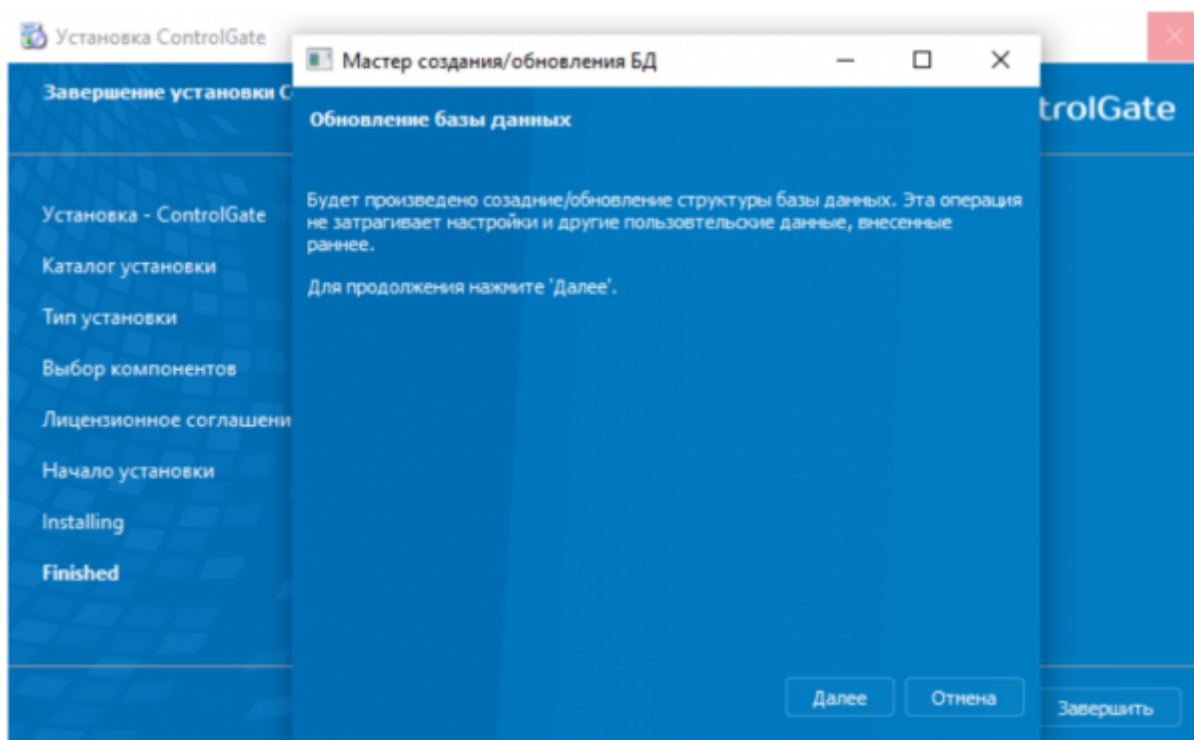 Установка ControlGate
Мастер создания/обновления БД
Завершение установки C
trolGate
Обновление базы данных
Будет произведено созадние/обновление структуры базы данных. Эта операция
не затрагивает настройки и другие пользовтельские данные, внесенные
раннее.
Для продолжения нажмите 'Далее'.
Установка - ControlGate
Каталог установки
Тип установки
Выбор компонентов
Лицензионное соглашени
Начало установки
Installing
Finished
Далее
Отмена
Завершить